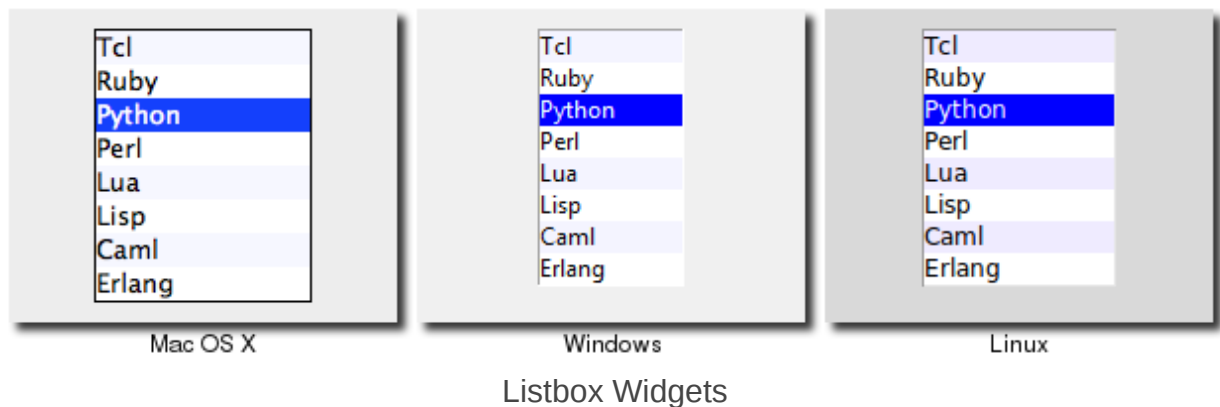 Tcl
Ruby
Python
Perl
Lua
Lisp
Caml
Erlang
Mac OS X
Tcl
Ruby
Python
Perl
Lua
Lisp
Caml
Erlang
Windows
Tcl
Ruby
Python
Perl
Lua
Lisp
Caml
Erlang
Linux
Listbox Widgets